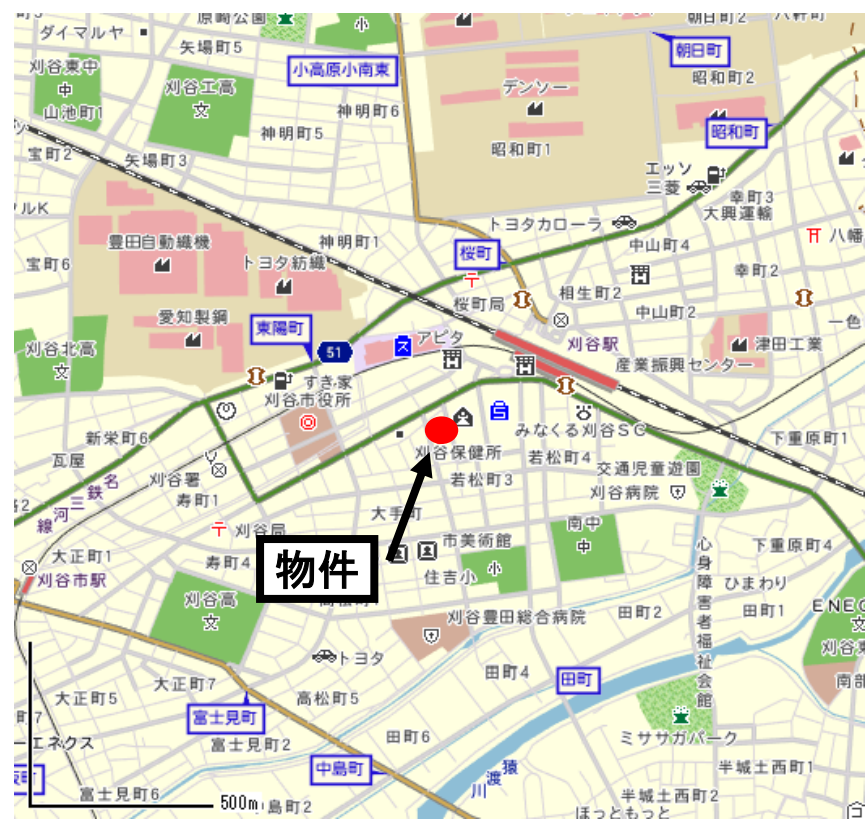 原崎公園
小
朝日町2
八軒町
ダイマルヤ
矢場町5
朝日町
刈谷東中
中
刈谷工高
文
小高原小南東
デンソー
昭和町2
山池町1
神明町6
昭和町
宝町2
矢場町3
神明町5
昭和町1
エッソ
三菱
幸町3
大興運輸
ルK
トヨタカローラ
八幡
豊田自動織機
神明町1
桜町
中山町4
宝町6
トヨタ紡織
幸町2
桜町局
相生町2
中山町2
愛知製鋼
東陽町
51
アピタ
ス
刈谷駅
一色
津田工業
刈谷北高
文
産業振興センター
すき家
刈谷市役所
新栄町6
みなくる刈谷SC
下重原町1
瓦屋
刈谷保健所
若松町4
交通児童遊園
刈谷署
若松町3
刈谷病院
名鉄三河線
寿町1
大手町
刈谷局
南中
中
市美術館
大正町1
寿町4
物件
住吉小
小
下重原町4
刈谷市駅
心身障害者福祉会館
ひまわり
刈谷高
文
高松町
田町2
田町1
刈谷豊田総合病院
文
トヨタ
田町4
田町
大正町7
大正町5
高松町5
南部
富士見町
田町6
ミササガパーク
ーエネクス
富士見町2
中島町
猿渡川
半城土西町1
富士見町6
500m
島町2
半城土西町2
ほっともっと